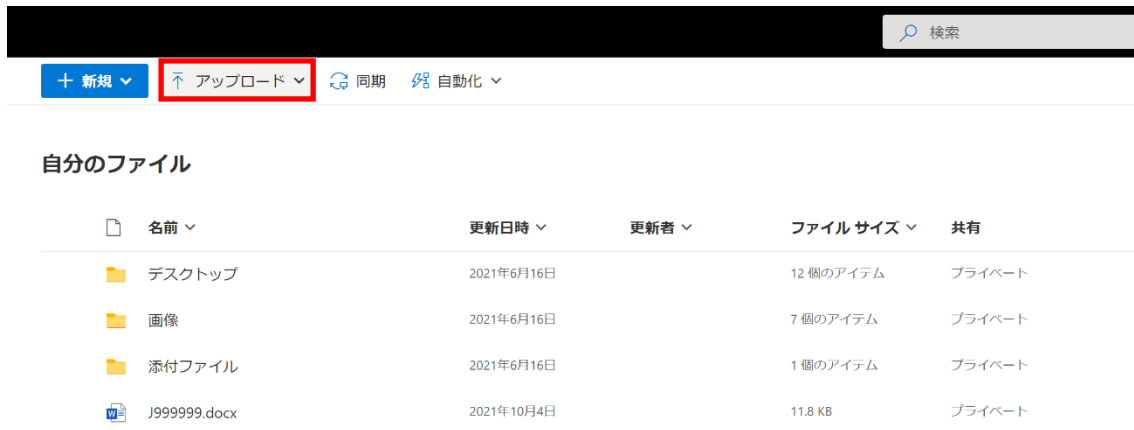 検索
新規 アップロード 同期 自動化
自分のファイル
名前 更新日時 更新者 ファイル サイズ 共有
デスクトップ 2021年6月16日 12 個のアイテム プライベート
画像 2021年6月16日 7 個のアイテム プライベート
添付ファイル 2021年6月16日 1 個のアイテム プライベート
J999999.docx 2021年10月4日 11.8 KB プライベート